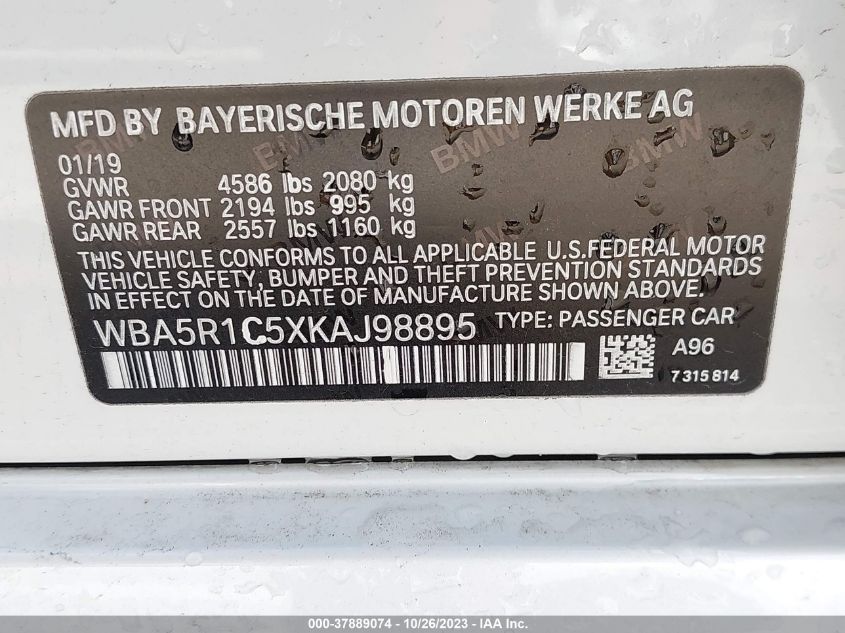 MFD BY BAYERISCHE MOTOREN WERKE AG
01/19
GVWR 4586 lbs 2080 kg
GAWR FRONT 2194 lbs 995 kg
GAWR REAR 2557 lbs 1160 kg
THIS VEHICLE CONFORMS TO ALL APPLICABLE U.S.FEDERAL MOTOR
VEHICLE SAFETY, BUMPER AND THEFT PREVENTION STANDARDS
IN EFFECT ON THE DATE OF MANUFACTURE SHOWN ABOVE.
WBA5R1C5XKAJ98895 TYPE: PASSENGER CAR
A96
7 315 814
BMW
BMW
BMW
000-37889074 - 10/26/2023 - IAA Inc.